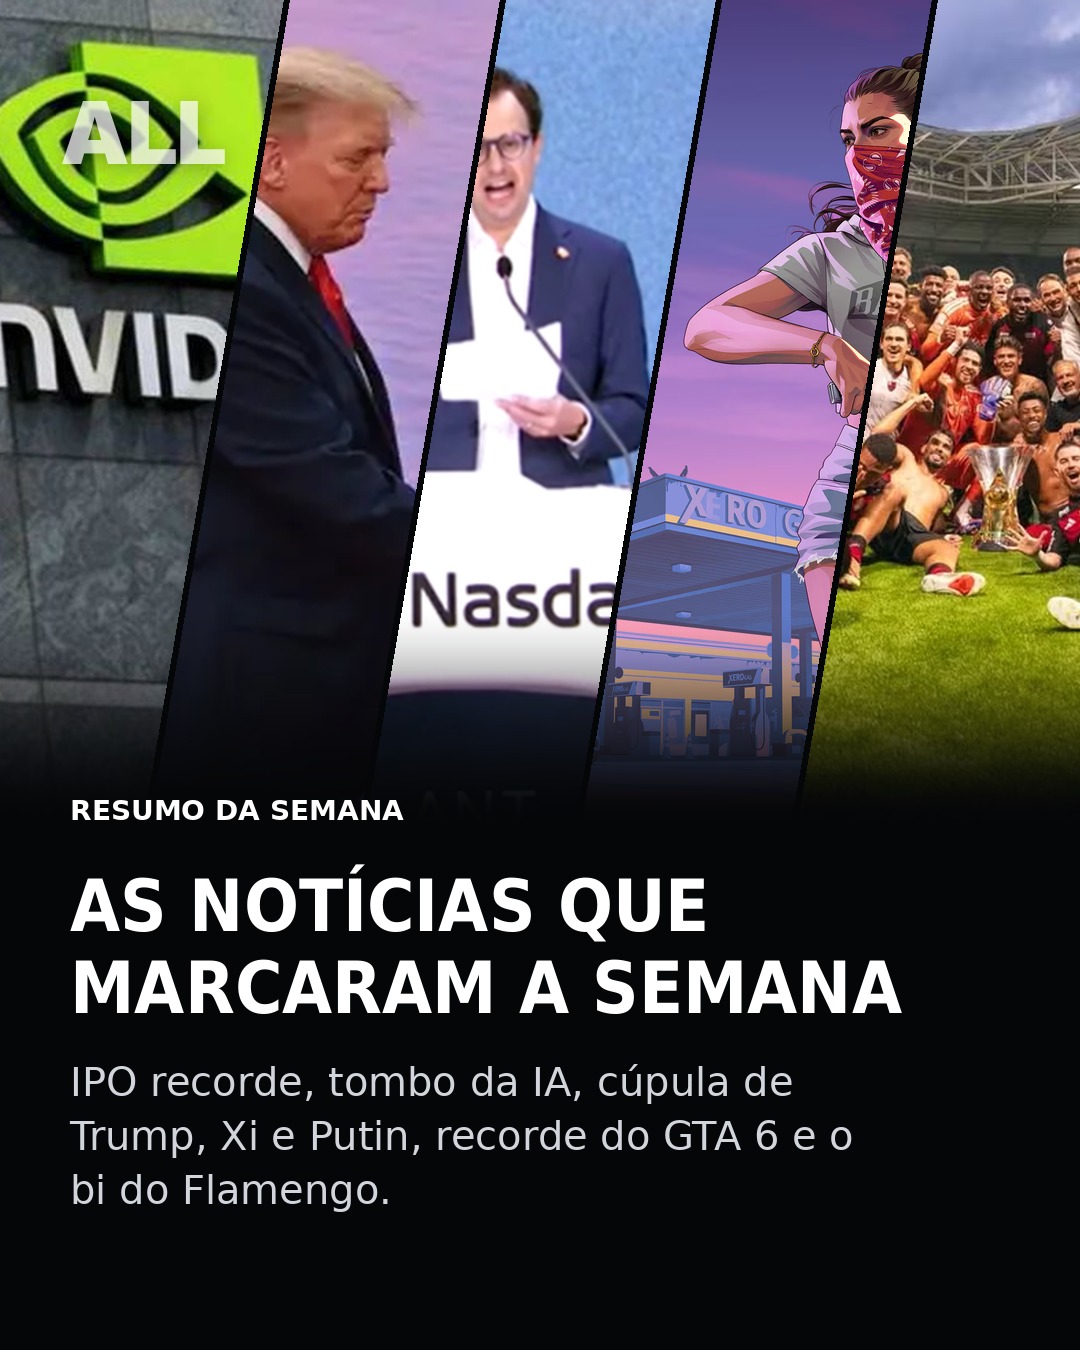 ALL
NVID
Nasda
XERO G
XERO
B
RESUMO DA SEMANA
AS NOTÍCIAS QUE
MARCARAM A SEMANA
IPO recorde, tombo da IA, cúpula de
Trump, Xi e Putin, recorde do GTA 6 e o
bi do Flamengo.